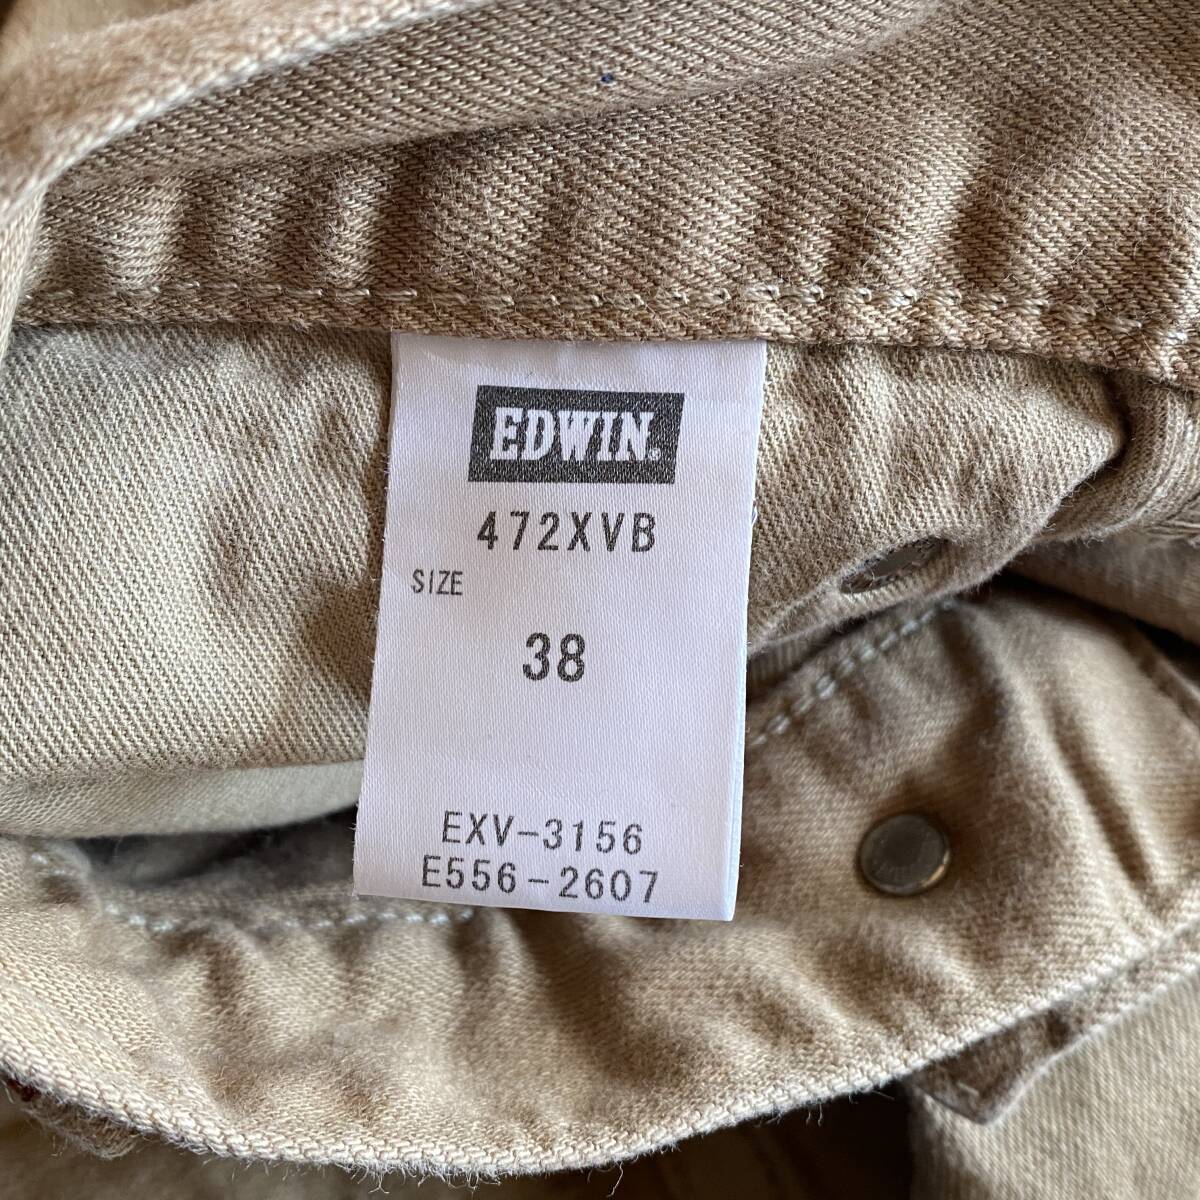 EDWIN.
472XVB
SIZE
38
EXV-3156
E556-2607